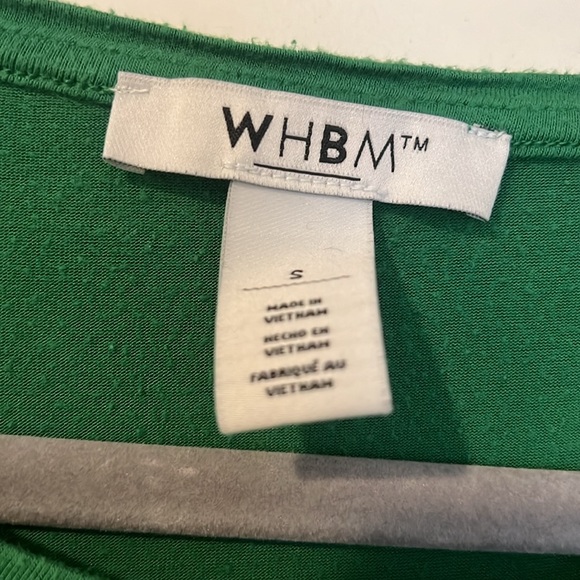 WHBM™
S
MADE IN
VIETNAM
HECHO EN
VIETNAM
FABRIQUÉ AU
VIETNAM